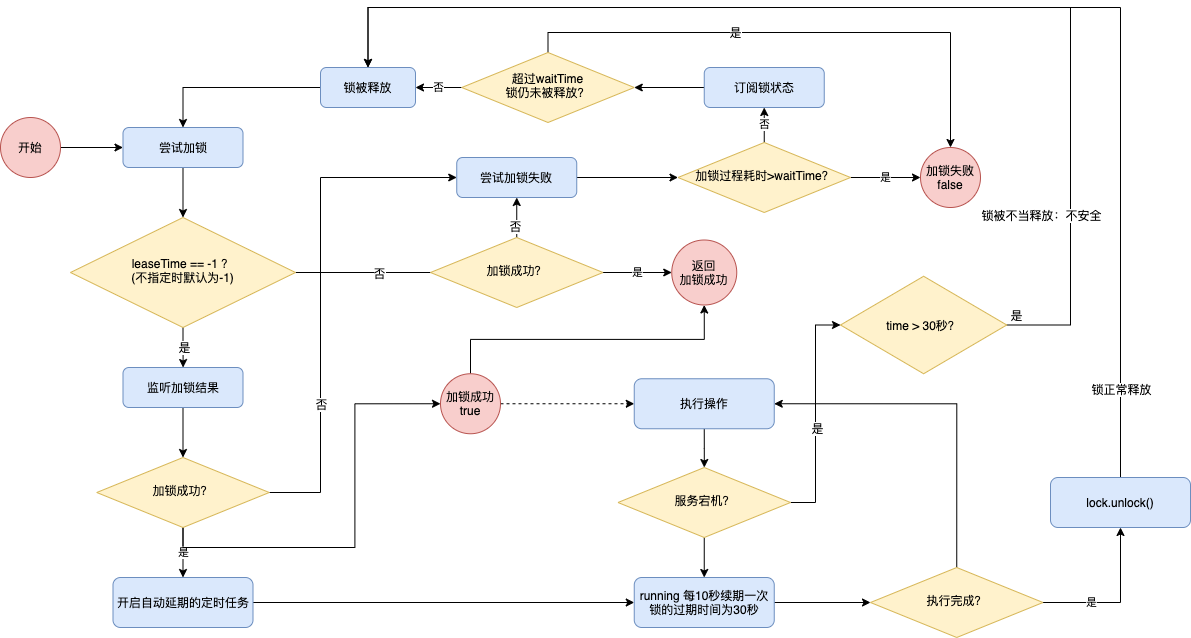 是
锁被释放
否
超过waitTime
锁仍未被释放?
订阅锁状态
否
开始
尝试加锁
尝试加锁失败
加锁过程耗时>waitTime?
是
加锁失败
false
锁被不当释放：不安全
否
leaseTime == -1 ?
(不指定时默认为-1)
否
加锁成功?
是
返回
加锁成功
是
time > 30秒?
是
监听加锁结果
否
加锁成功
true
执行操作
锁正常释放
是
加锁成功?
服务宕机?
lock.unlock()
是
开启自动延期的定时任务
running 每10秒续期一次
锁的过期时间为30秒
执行完成?
是